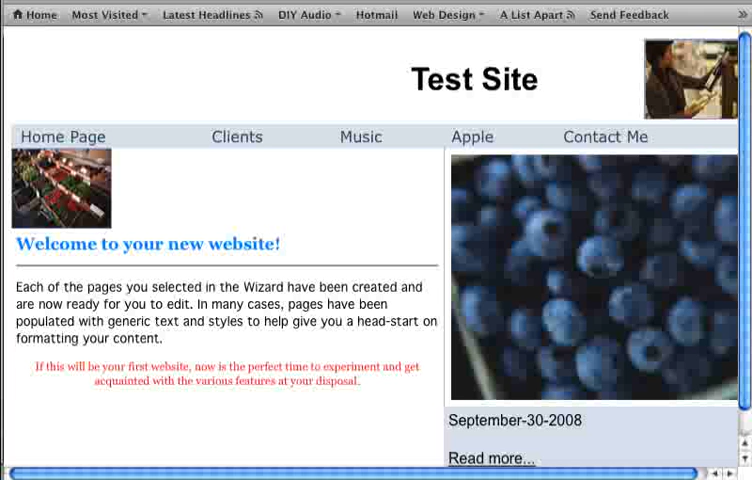 Home Most Visited Latest Headlines DIY Audio Hotmail Web Design A List Apart Send Feedback »
Test Site
Home Page Clients Music Apple Contact Me
Welcome to your new website!
Each of the pages you selected in the Wizard have been created and
are now ready for you to edit. In many cases, pages have been
populated with generic text and styles to help give you a head-start on
formatting your content.
If this will be your first website, now is the perfect time to experiment and get
acquainted with the various features at your disposal.
September-30-2008
Read more...